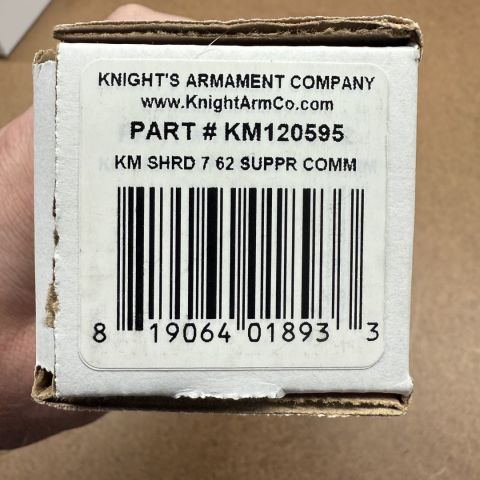 KNIGHT'S ARMAMENT COMPANY
www.KnightArmCo.com
PART # KM120595
KM SHRD 7 62 SUPPR COMM
8 19064 01893 3